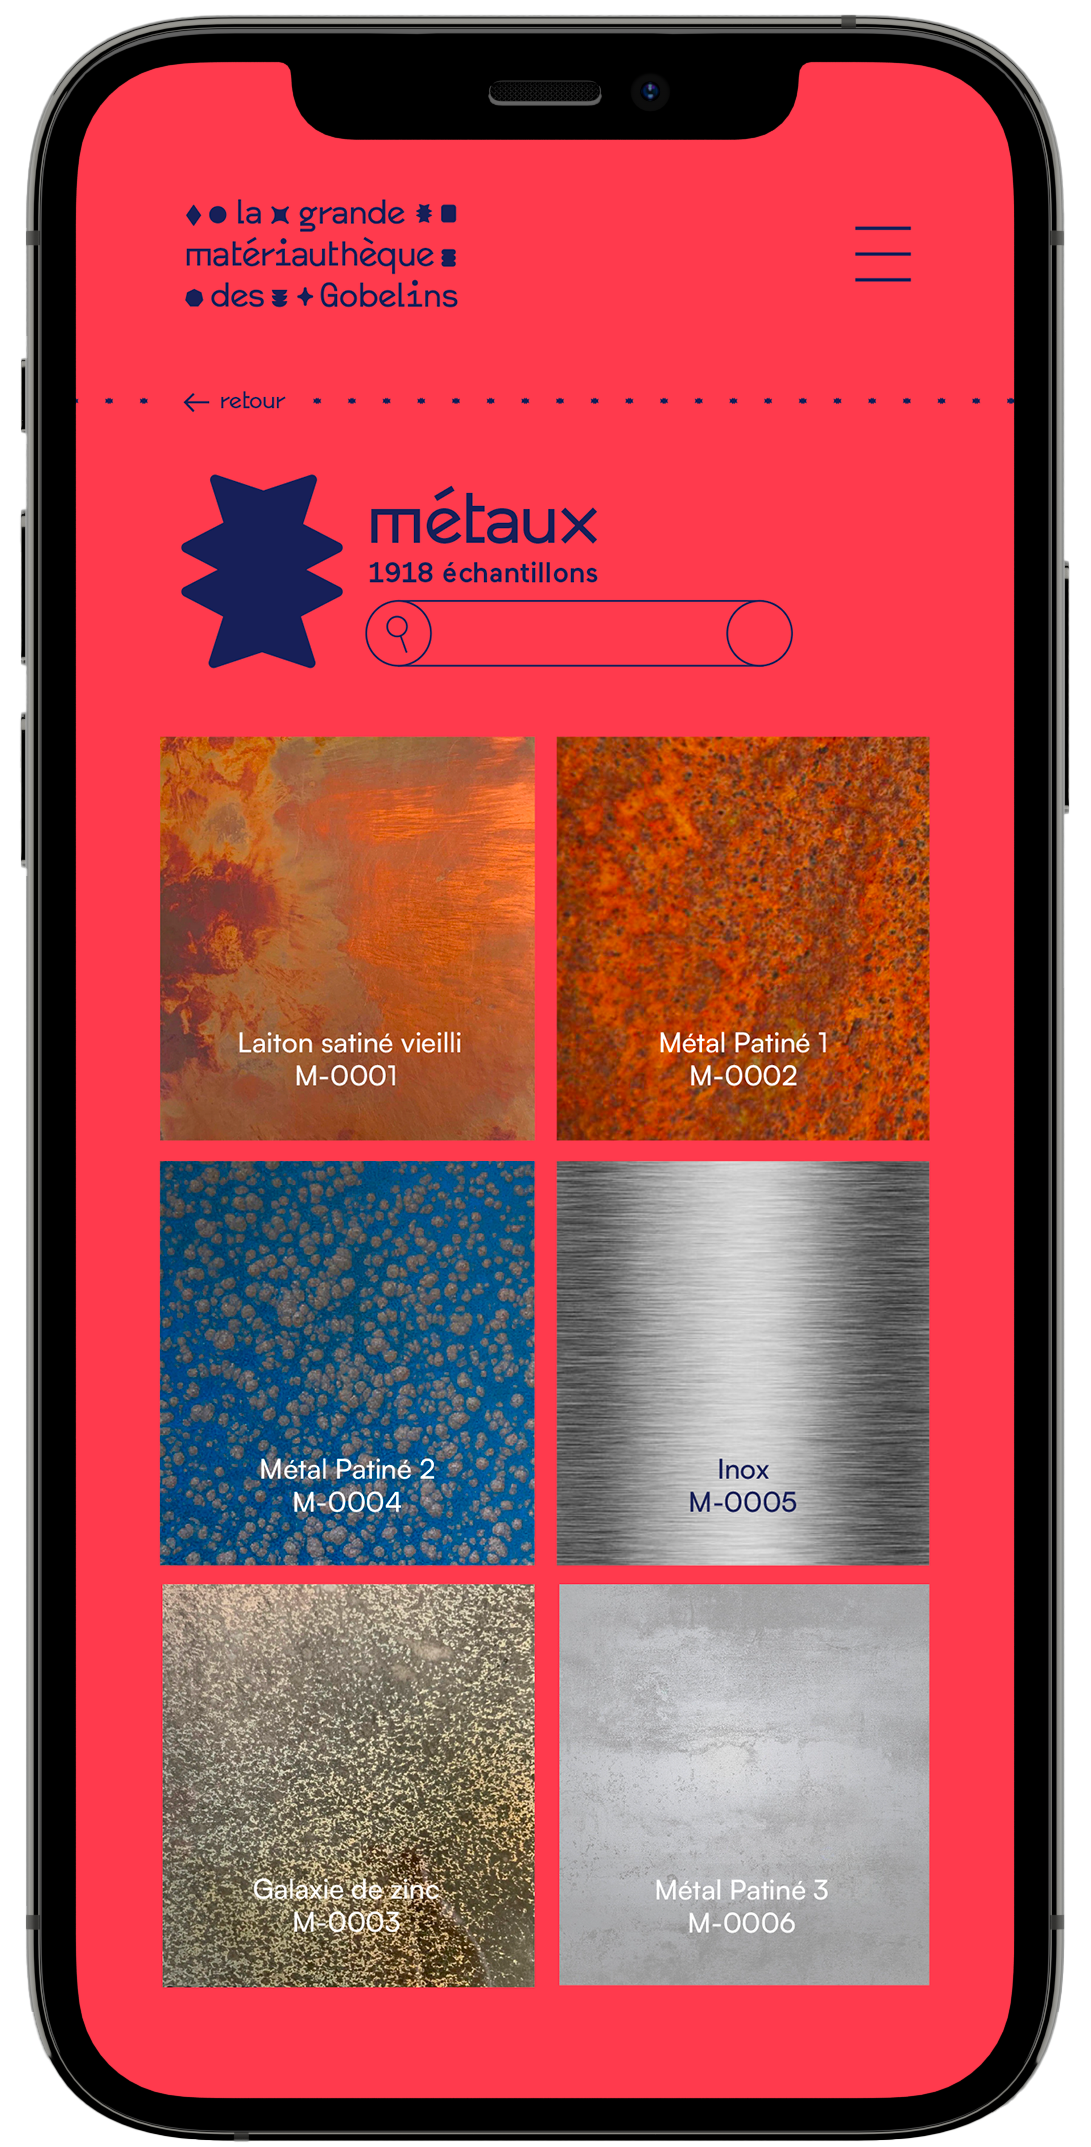 la grande
matériauthèque
des Gobelins
← retour
métaux
1918 échantillons
Laiton satiné vieilli
M-0001
Métal Patiné 1
M-0002
Métal Patiné 2
M-0004
Inox
M-0005
Galaxie de zinc
M-0003
Métal Patiné 3
M-0006